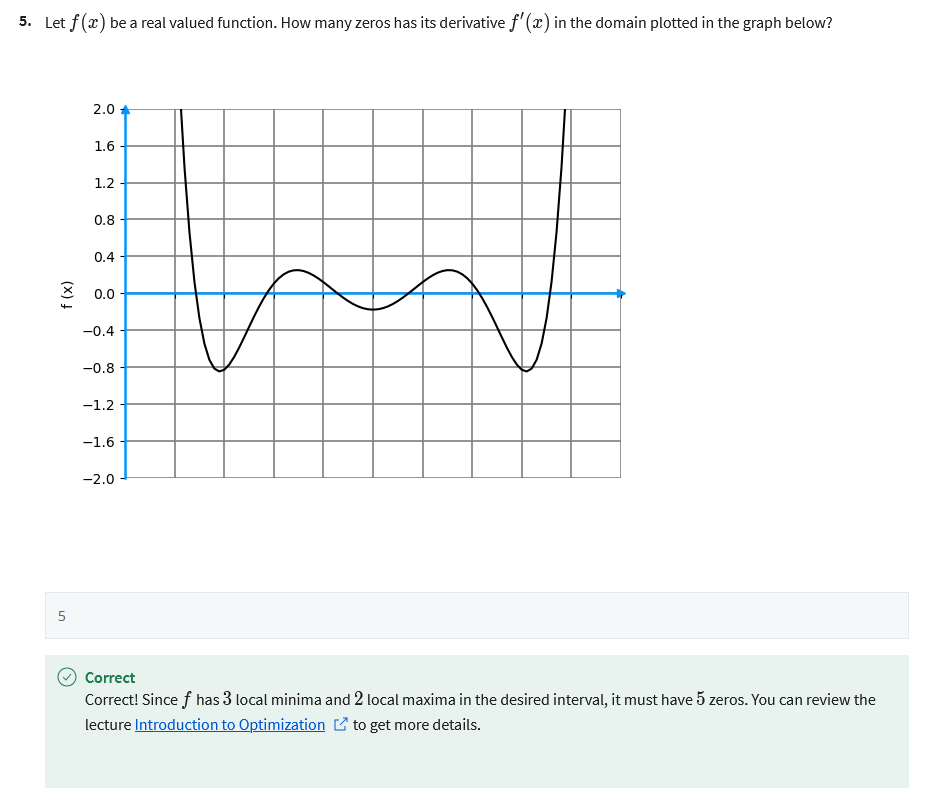 5. Let f(x) be a real valued function. How many zeros has its derivative f′(x) in the domain plotted in the graph below?
2.0
1.6
1.2
0.8
0.4
0.0
−0.4
−0.8
−1.2
−1.6
−2.0
f (x)
5
Correct
Correct! Since f has 3 local minima and 2 local maxima in the desired interval, it must have 5 zeros. You can review the
lecture Introduction to Optimization to get more details.